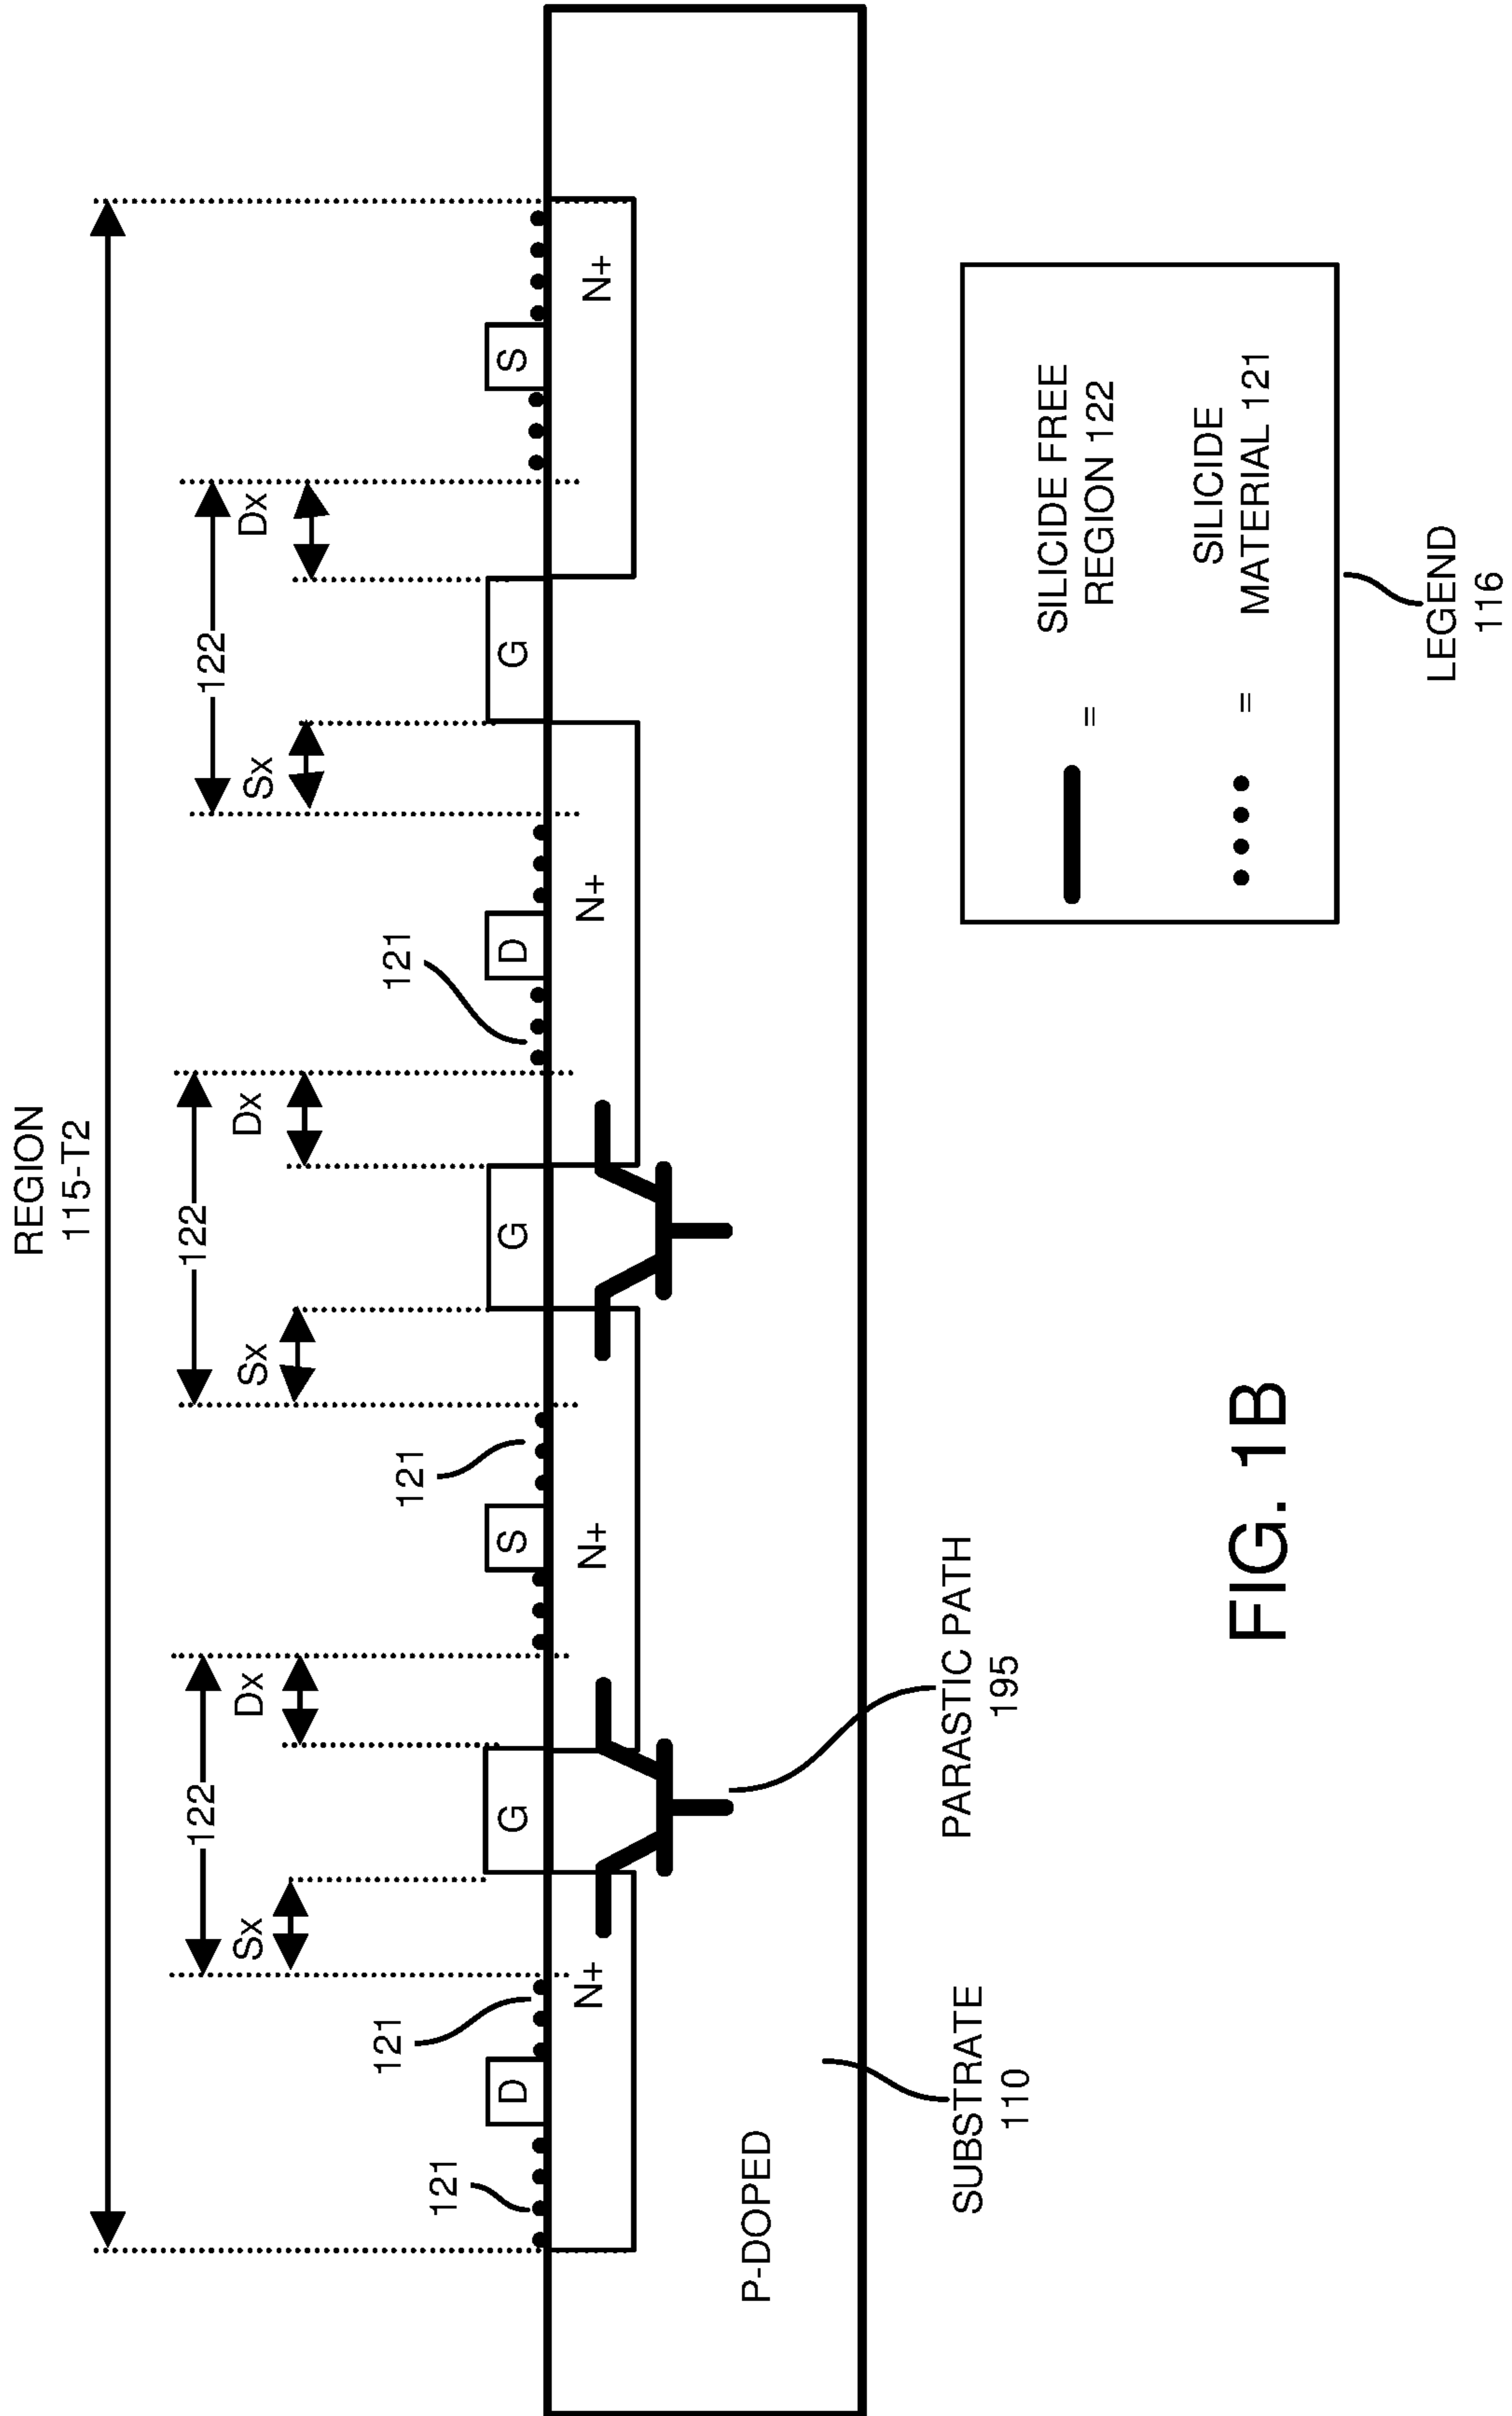 REGION
115-T2
122
122
122
Sx
Dx
Sx
Dx
Sx
Dx
121
121
121
121
D
G
S
G
D
G
S
N+
N+
N+
N+
P-DOPED
SUBSTRATE
110
PARASTIC PATH
195
=
SILICIDE FREE
REGION 122
=
SILICIDE
MATERIAL 121
LEGEND
116
FIG. 1B